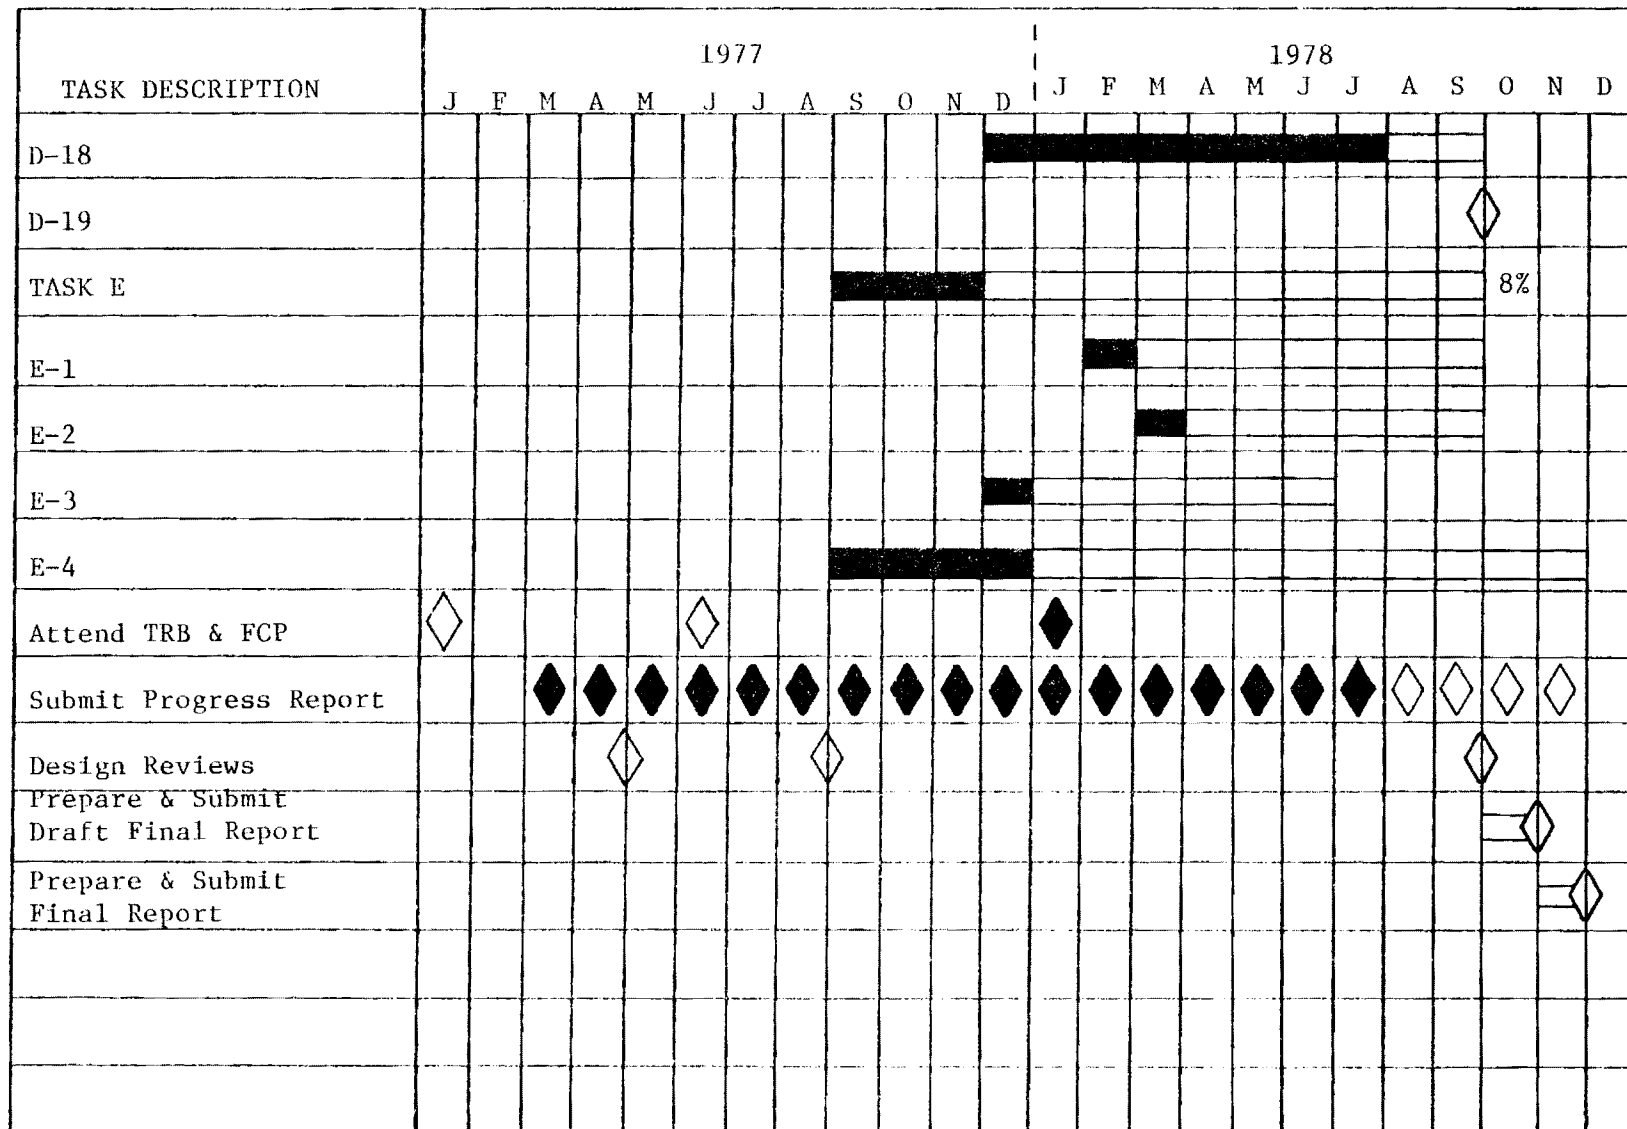 1977 1978
TASK DESCRIPTION J F M A M J J A S O N D J F M A M J J A S O N D
D-18
D-19
TASK E 8%
E-1
E-2
E-3
E-4
Attend TRB & FCP
Submit Progress Report
Design Reviews
Prepare & Submit
Draft Final Report
Prepare & Submit
Final Report